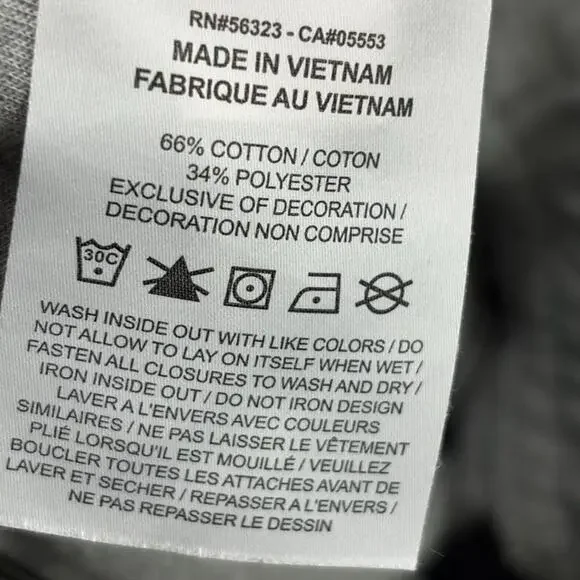 RN#56323 - CA#05553
MADE IN VIETNAM
FABRIQUE AU VIETNAM
66% COTTON / COTON
34% POLYESTER
EXCLUSIVE OF DECORATION /
DECORATION NON COMPRISE
30C
WASH INSIDE OUT WITH LIKE COLORS / DO
NOT ALLOW TO LAY ON ITSELF WHEN WET /
FASTEN ALL CLOSURES TO WASH AND DRY /
IRON INSIDE OUT / DO NOT IRON DESIGN
LAVER A L'ENVERS AVEC COULEURS
SIMILAIRES / NE PAS LAISSER LE VÊTEMENT
PLIÉ LORSQU'IL EST MOUILLÉ / VEUILLEZ
BOUCLER TOUTES LES ATTACHES AVANT DE
LAVER ET SECHER / REPASSER A L'ENVERS /
NE PAS REPASSER LE DESSIN